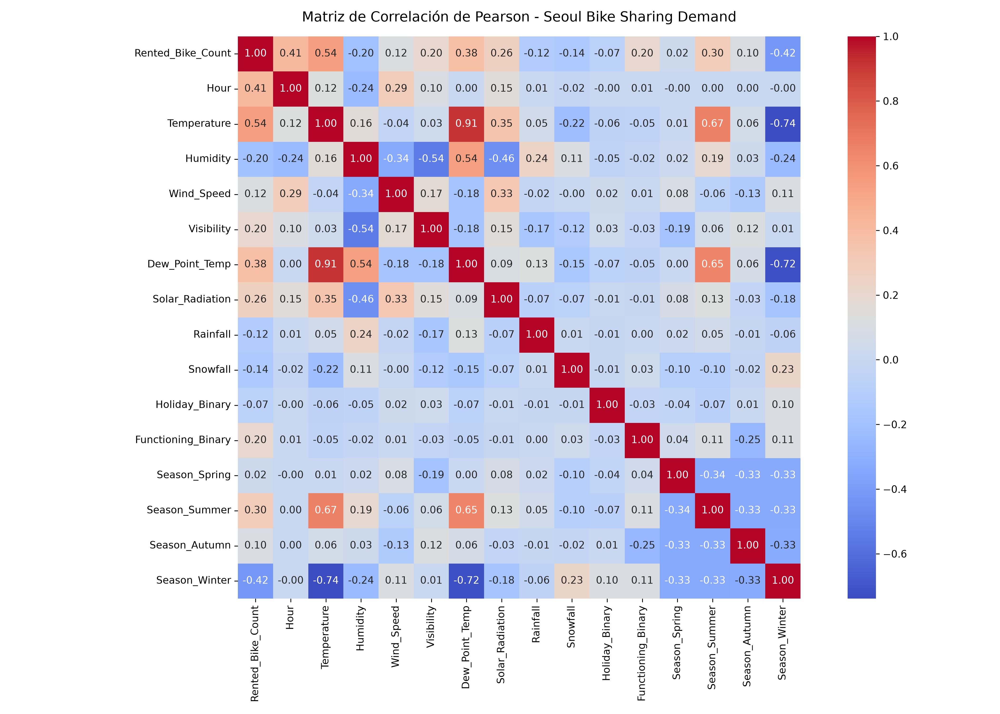 Matriz de Correlación de Pearson - Seoul Bike Sharing Demand
Rented_Bike_Count 1.00 0.41 0.54 -0.20 0.12 0.20 0.38 0.26 -0.12 -0.14 -0.07 0.20 0.02 0.30 0.10 -0.42
Hour 0.41 1.00 0.12 -0.24 0.29 0.10 0.00 0.15 0.01 -0.02 -0.00 0.01 -0.00 0.00 0.00 -0.00
Temperature 0.54 0.12 1.00 0.16 -0.04 0.03 0.91 0.35 0.05 -0.22 -0.06 -0.05 0.01 0.67 0.06 -0.74
Humidity -0.20 -0.24 0.16 1.00 -0.34 -0.54 0.54 -0.46 0.24 0.11 -0.05 -0.02 0.02 0.19 0.03 -0.24
Wind_Speed 0.12 0.29 -0.04 -0.34 1.00 0.17 -0.18 0.33 -0.02 -0.00 0.02 0.01 0.08 -0.06 -0.13 0.11
Visibility 0.20 0.10 0.03 -0.54 0.17 1.00 -0.18 0.15 -0.17 -0.12 0.03 -0.03 -0.19 0.06 0.12 0.01
Dew_Point_Temp 0.38 0.00 0.91 0.54 -0.18 -0.18 1.00 0.09 0.13 -0.15 -0.07 -0.05 0.00 0.65 0.06 -0.72
Solar_Radiation 0.26 0.15 0.35 -0.46 0.33 0.15 0.09 1.00 -0.07 -0.07 -0.01 -0.01 0.08 0.13 -0.03 -0.18
Rainfall -0.12 0.01 0.05 0.24 -0.02 -0.17 0.13 -0.07 1.00 0.01 -0.01 0.00 0.02 0.05 -0.01 -0.06
Snowfall -0.14 -0.02 -0.22 0.11 -0.00 -0.12 -0.15 -0.07 0.01 1.00 -0.01 0.03 -0.10 -0.10 -0.02 0.23
Holiday_Binary -0.07 -0.00 -0.06 -0.05 0.02 0.03 -0.07 -0.01 -0.01 -0.01 1.00 -0.03 -0.04 -0.07 0.01 0.10
Functioning_Binary 0.20 0.01 -0.05 -0.02 0.01 -0.03 -0.05 -0.01 0.00 0.03 -0.03 1.00 0.04 0.11 -0.25 0.11
Season_Spring 0.02 -0.00 0.01 0.02 0.08 -0.19 0.00 0.08 0.02 -0.10 -0.04 0.04 1.00 -0.34 -0.33 -0.33
Season_Summer 0.30 0.00 0.67 0.19 -0.06 0.06 0.65 0.13 0.05 -0.10 -0.07 0.11 -0.34 1.00 -0.33 -0.33
Season_Autumn 0.10 0.00 0.06 0.03 -0.13 0.12 0.06 -0.03 -0.01 -0.02 0.01 -0.25 -0.33 -0.33 1.00 -0.33
Season_Winter -0.42 -0.00 -0.74 -0.24 0.11 0.01 -0.72 -0.18 -0.06 0.23 0.10 0.11 -0.33 -0.33 -0.33 1.00
Rented_Bike_Count
Hour
Temperature
Humidity
Wind_Speed
Visibility
Dew_Point_Temp
Solar_Radiation
Rainfall
Snowfall
Holiday_Binary
Functioning_Binary
Season_Spring
Season_Summer
Season_Autumn
Season_Winter
1.0
0.8
0.6
0.4
0.2
0.0
−0.2
−0.4
−0.6